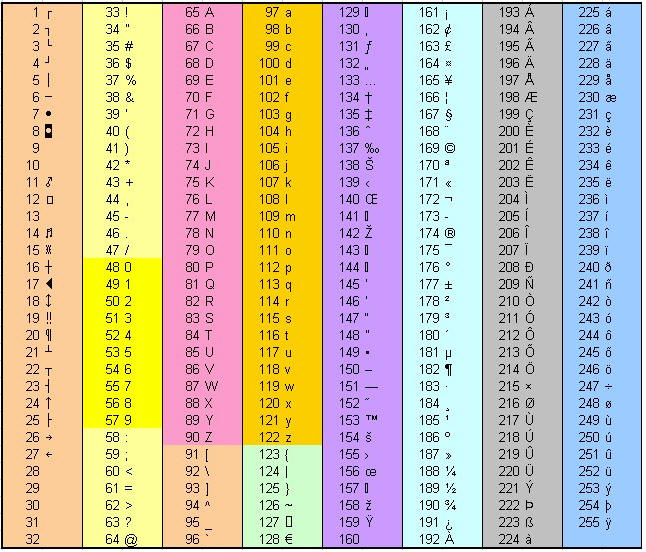 1 ┌ 33 ! 65 A 97 a 129 ▯ 161 ¡ 193 Á 225 á
2 ┐ 34 " 66 B 98 b 130 ‚ 162 ¢ 194 Â 226 â
3 └ 35 # 67 C 99 c 131 ƒ 163 £ 195 Ã 227 ã
4 ┘ 36 $ 68 D 100 d 132 „ 164 ¤ 196 Ä 228 ä
5 │ 37 % 69 E 101 e 133 … 165 ¥ 197 Å 229 å
6 ─ 38 & 70 F 102 f 134 † 166 ¦ 198 Æ 230 æ
7 • 39 ' 71 G 103 g 135 ‡ 167 § 199 Ç 231 ç
8 ◘ 40 ( 72 H 104 h 136 ˆ 168 ¨ 200 È 232 è
9 41 ) 73 I 105 i 137 ‰ 169 © 201 É 233 é
10 42 * 74 J 106 j 138 Š 170 ª 202 Ê 234 ê
11 ♂ 43 + 75 K 107 k 139 ‹ 171 « 203 Ë 235 ë
12 □ 44 , 76 L 108 l 140 Œ 172 ¬ 204 Ì 236 ì
13 45 - 77 M 109 m 141 ▯ 173 - 205 Í 237 í
14 ♬ 46 . 78 N 110 n 142 Ž 174 ® 206 Î 238 î
15 47 / 79 O 111 o 143 ▯ 175 ¯ 207 Ï 239 ï
16 ┼ 48 0 80 P 112 p 144 ▯ 176 ° 208 Ð 240 ð
17 ◄ 49 1 81 Q 113 q 145 ‘ 177 ± 209 Ñ 241 ñ
18 ↕ 50 2 82 R 114 r 146 ’ 178 ² 210 Ò 242 ò
19 ‼ 51 3 83 S 115 s 147 “ 179 ³ 211 Ó 243 ó
20 ¶ 52 4 84 T 116 t 148 ” 180 ´ 212 Ô 244 ô
21 ┴ 53 5 85 U 117 u 149 • 181 µ 213 Õ 245 õ
22 ┬ 54 6 86 V 118 v 150 – 182 ¶ 214 Ö 246 ö
23 ┤ 55 7 87 W 119 w 151 — 183 · 215 × 247 ÷
24 ↑ 56 8 88 X 120 x 152 ˜ 184 ¸ 216 Ø 248 ø
25 ├ 57 9 89 Y 121 y 153 ™ 185 ¹ 217 Ù 249 ù
26 → 58 : 90 Z 122 z 154 š 186 º 218 Ú 250 ú
27 ← 59 ; 91 [ 123 { 155 › 187 » 219 Û 251 û
28 60 < 92 \ 124 | 156 œ 188 ¼ 220 Ü 252 ü
29 61 = 93 ] 125 } 157 ▯ 189 ½ 221 Ý 253 ý
30 62 > 94 ^ 126 ~ 158 ž 190 ¾ 222 Þ 254 þ
31 63 ? 95 _ 127 ▯ 159 Ÿ 191 ¿ 223 ß 255 ÿ
32 64 @ 96 ` 128 € 160 192 À 224 à